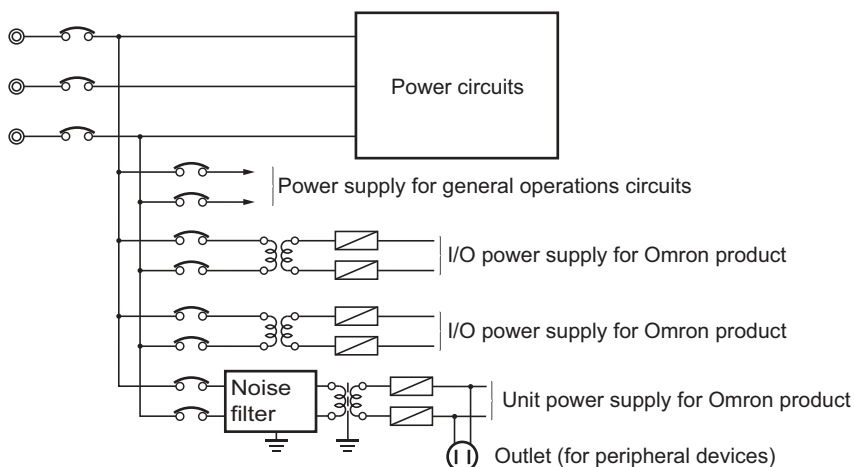 Power circuits
Power supply for general operations circuits
I/O power supply for Omron product
I/O power supply for Omron product
Noise
filter
Unit power supply for Omron product
Outlet (for peripheral devices)